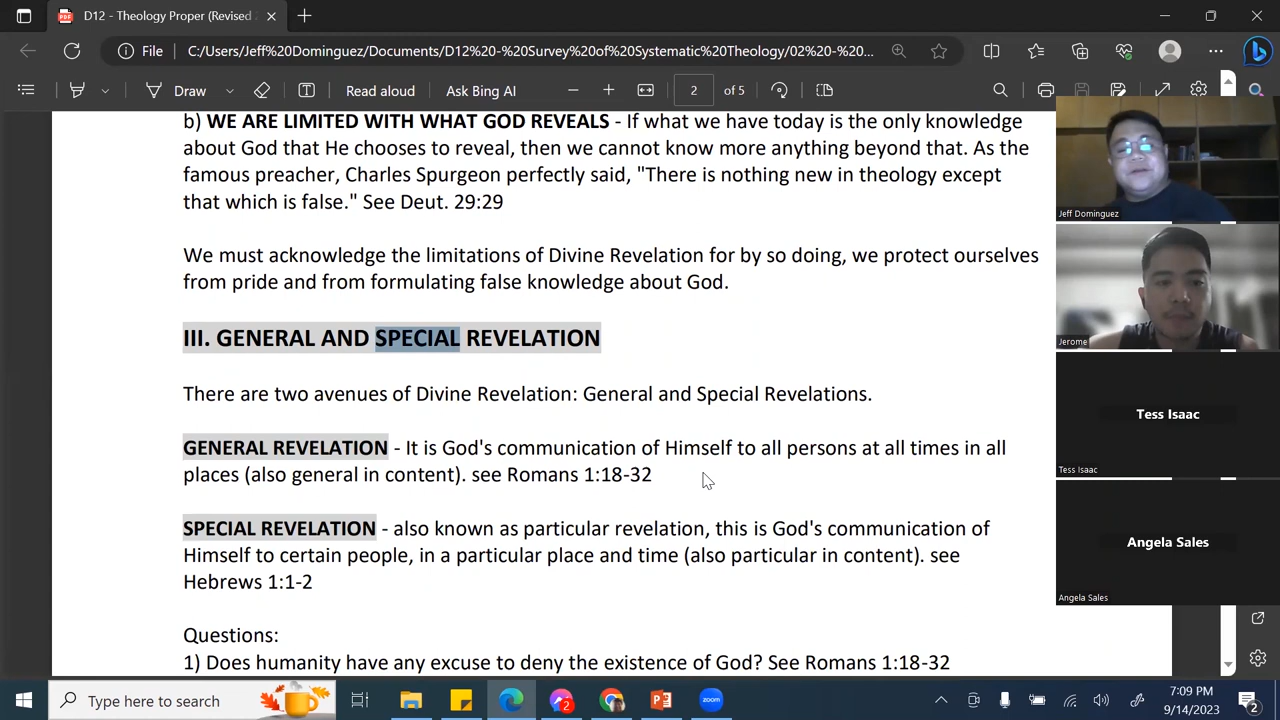 D12 - Theology Proper (Revised 2
File
C:/Users/Jeff%20Dominguez/Documents/D12%20-%20Survey%20of%20Systematic%20Theology/02%20-%20...
Draw
Read aloud
Ask Bing AI
2
of 5
b) WE ARE LIMITED WITH WHAT GOD REVEALS - If what we have today is the only knowledge
about God that He chooses to reveal, then we cannot know more anything beyond that. As the
famous preacher, Charles Spurgeon perfectly said, "There is nothing new in theology except
that which is false." See Deut. 29:29
We must acknowledge the limitations of Divine Revelation for by so doing, we protect ourselves
from pride and from formulating false knowledge about God.
III. GENERAL AND SPECIAL REVELATION
There are two avenues of Divine Revelation: General and Special Revelations.
GENERAL REVELATION - It is God's communication of Himself to all persons at all times in all
places (also general in content). see Romans 1:18-32
SPECIAL REVELATION - also known as particular revelation, this is God's communication of
Himself to certain people, in a particular place and time (also particular in content). see
Hebrews 1:1-2
Questions:
1) Does humanity have any excuse to deny the existence of God? See Romans 1:18-32
Jeff Dominguez
Jerome
Tess Isaac
Tess Isaac
Angela Sales
Angela Sales
Type here to search
2
zoom
7:09 PM
9/14/2023
2